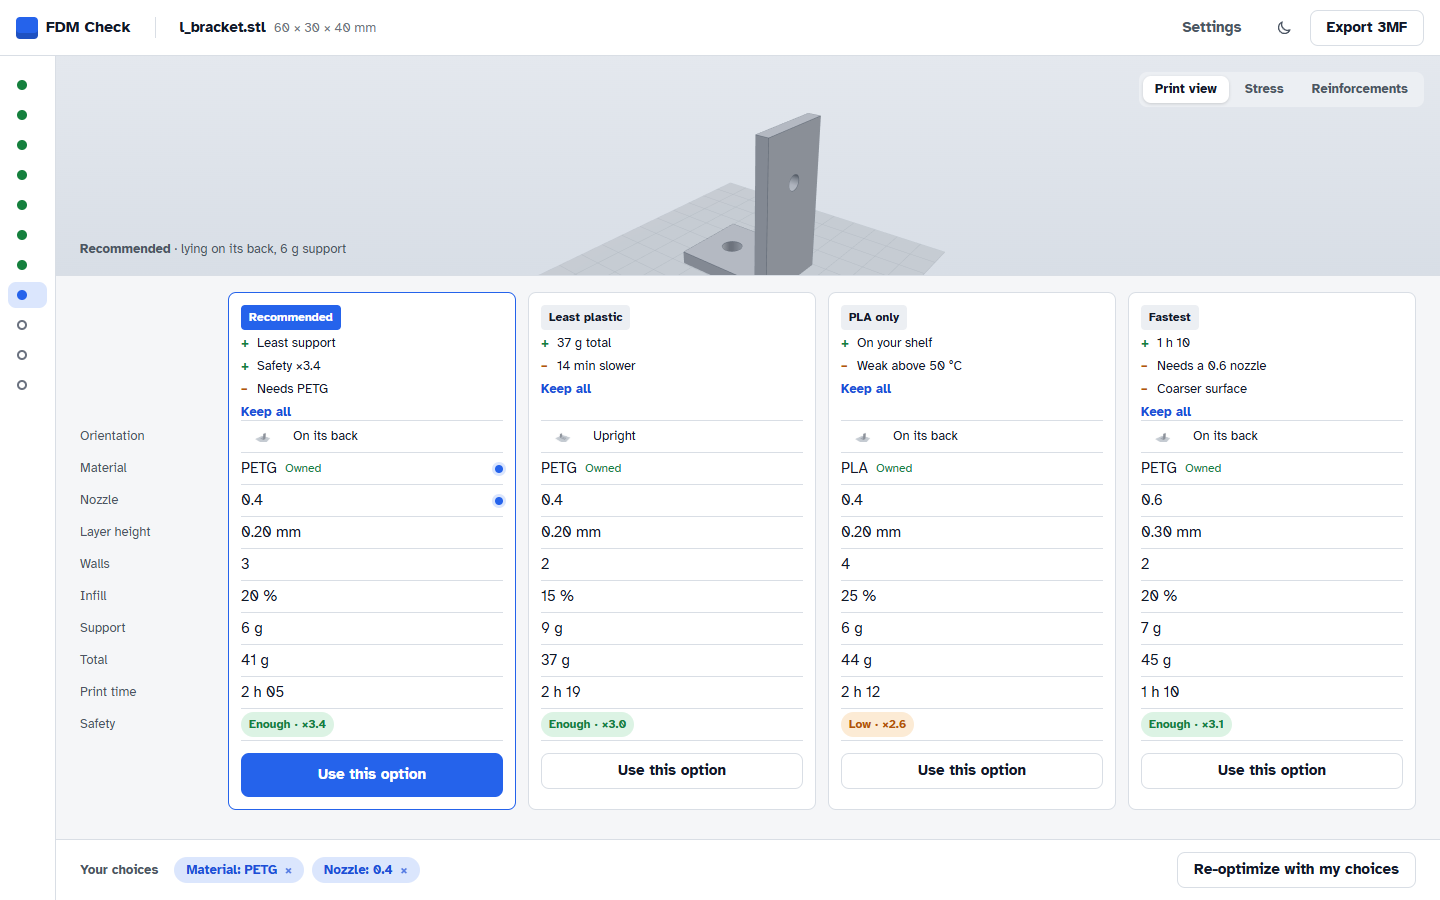 FDM Check
l_bracket.stl 60 × 30 × 40 mm
Settings
Export 3MF
Print view
Stress
Reinforcements
Recommended · lying on its back, 6 g support
Recommended
+ Least support
+ Safety ×3.4
− Needs PETG
Keep all
Least plastic
+ 37 g total
− 14 min slower
Keep all
PLA only
+ On your shelf
− Weak above 50 °C
Keep all
Fastest
+ 1 h 10
− Needs a 0.6 nozzle
− Coarser surface
Keep all
Orientation On its back Upright On its back On its back
Material PETG Owned PETG Owned PLA Owned PETG Owned
Nozzle 0.4 0.4 0.4 0.6
Layer height 0.20 mm 0.20 mm 0.20 mm 0.30 mm
Walls 3 2 4 2
Infill 20 % 15 % 25 % 20 %
Support 6 g 9 g 6 g 7 g
Total 41 g 37 g 44 g 45 g
Print time 2 h 05 2 h 19 2 h 12 1 h 10
Safety Enough · ×3.4 Enough · ×3.0 Low · ×2.6 Enough · ×3.1
Use this option Use this option Use this option Use this option
Your choices Material: PETG × Nozzle: 0.4 × Re-optimize with my choices